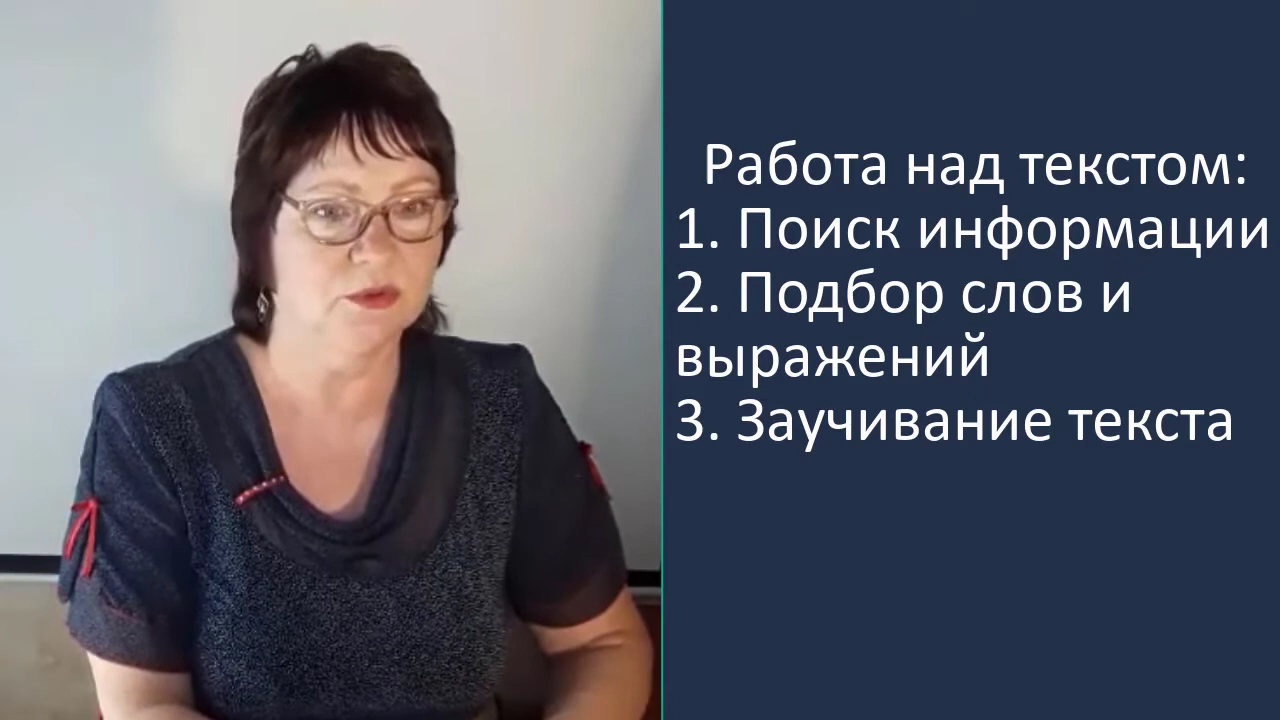 Работа над текстом:
1. Поиск информации
2. Подбор слов и
выражений
3. Заучивание текста